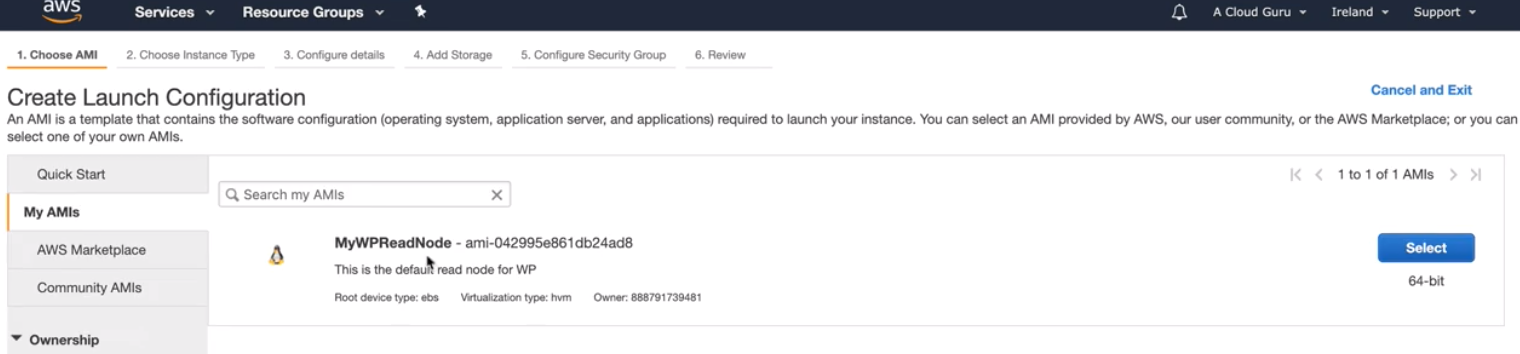 aws Services Resource Groups A Cloud Guru Ireland Support
1. Choose AMI 2. Choose Instance Type 3. Configure details 4. Add Storage 5. Configure Security Group 6. Review
Create Launch Configuration
Cancel and Exit
An AMI is a template that contains the software configuration (operating system, application server, and applications) required to launch your instance. You can select an AMI provided by AWS, our user community, or the AWS Marketplace; or you can
select one of your own AMIs.
Quick Start
My AMIs
AWS Marketplace
Community AMIs
Ownership
Search my AMIs
1 to 1 of 1 AMIs
MyWPReadNode - ami-042995e861db24ad8
This is the default read node for WP
Root device type: ebs Virtualization type: hvm Owner: 888791739481
Select
64-bit